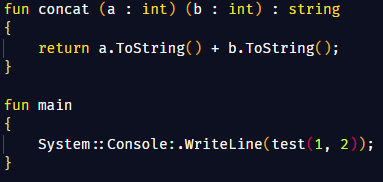 fun concat (a : int) (b : int) : string
{
    return a.ToString() + b.ToString();
}
fun main
{
    System::Console:.WriteLine(test(1, 2));
}